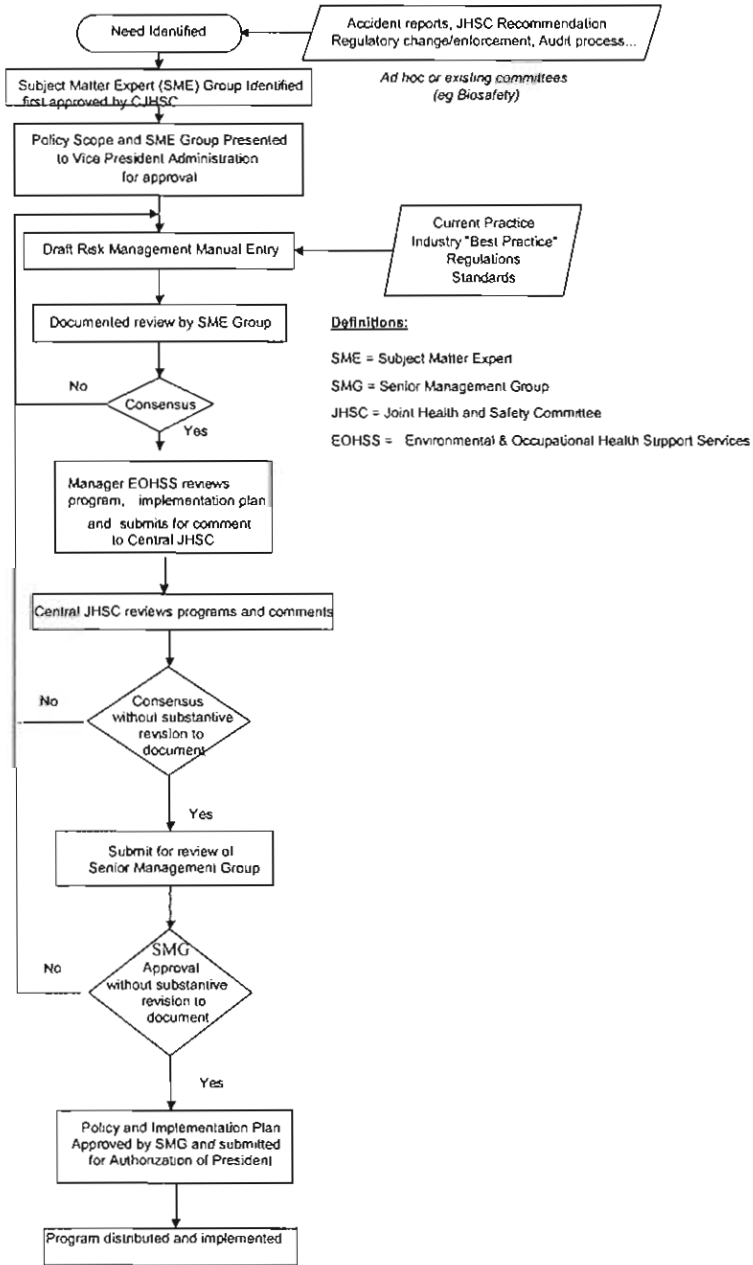 Need Identified
Accident reports, JHSC Recommendation
Regulatory change/enforcement, Audit process...
Ad hoc or existing committees
(eg Biosafety)
Subject Matter Expert (SME) Group Identified
first approved by CJHSC
Policy Scope and SME Group Presented
to Vice President Administration
for approval
Current Practice
Industry "Best Practice"
Regulations
Standards
Draft Risk Management Manual Entry
Documented review by SME Group
Definitions:
SME = Subject Matter Expert
SMG = Senior Management Group
JHSC = Joint Health and Safety Committee
EOHSS = Environmental & Occupational Health Support Services
No
Consensus
Yes
Manager EOHSS reviews
program, implementation plan
and submits for comment
to Central JHSC
Central JHSC reviews programs and comments
No
Consensus
without substantive
revision to
document
Yes
Submit for review of
Senior Management Group
No
SMG
Approval
without substantive
revision to
document
Yes
Policy and Implementation Plan
Approved by SMG and submitted
for Authorization of President
Program distributed and implemented